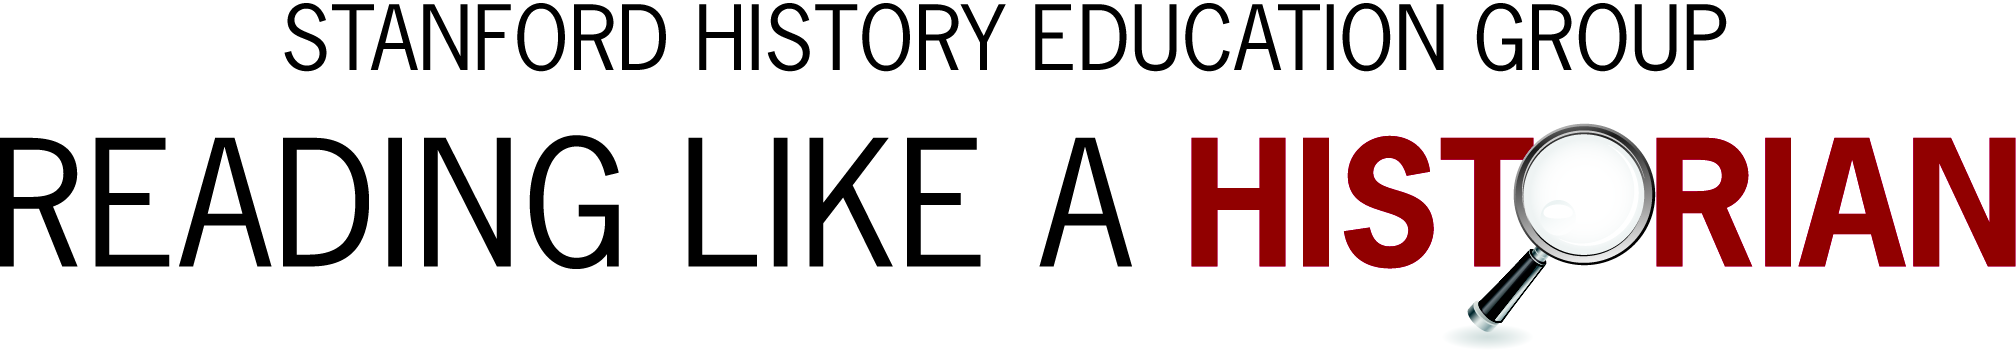 STANFORD HISTORY EDUCATION GROUP
READING LIKE A HISTORIAN